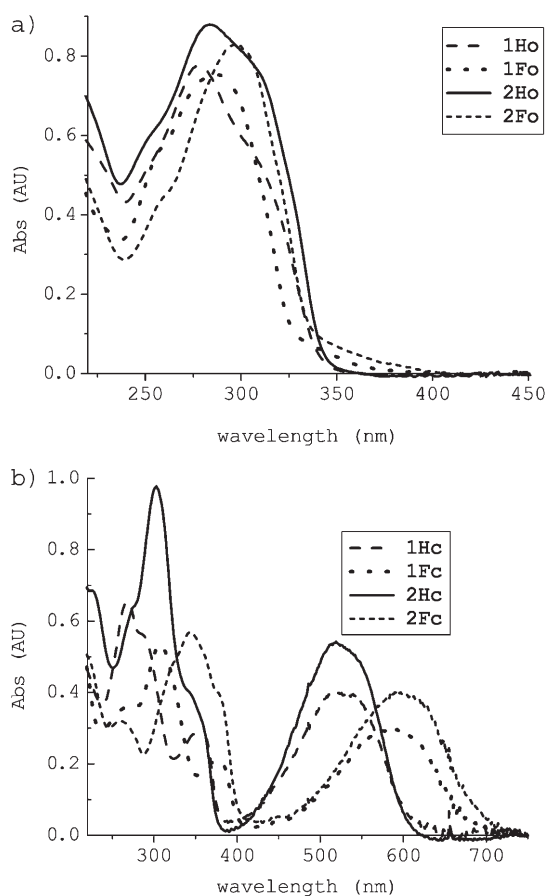 a)
1Ho
1Fo
2Ho
2Fo
Abs (AU)
0.8
0.6
0.4
0.2
0.0
250 300 350 400 450
wavelength (nm)
b)
1Hc
1Fc
2Hc
2Fc
Abs (AU)
1.0
0.8
0.6
0.4
0.2
0.0
300 400 500 600 700
wavelength (nm)